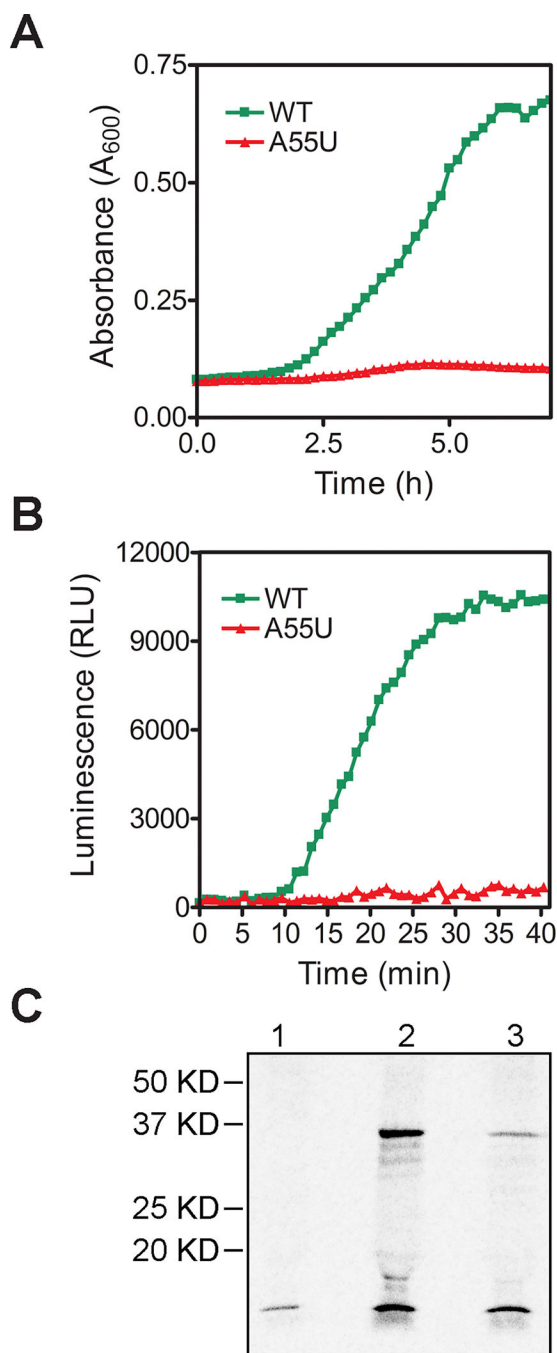 A
0.75
0.50
0.25
0.00
Absorbance (A600)
WT
A55U
0.0 2.5 5.0
Time (h)
B
12000
9000
6000
3000
0
Luminescence (RLU)
WT
A55U
0 5 10 15 20 25 30 35 40
Time (min)
C
1 2 3
50 KD
37 KD
25 KD
20 KD